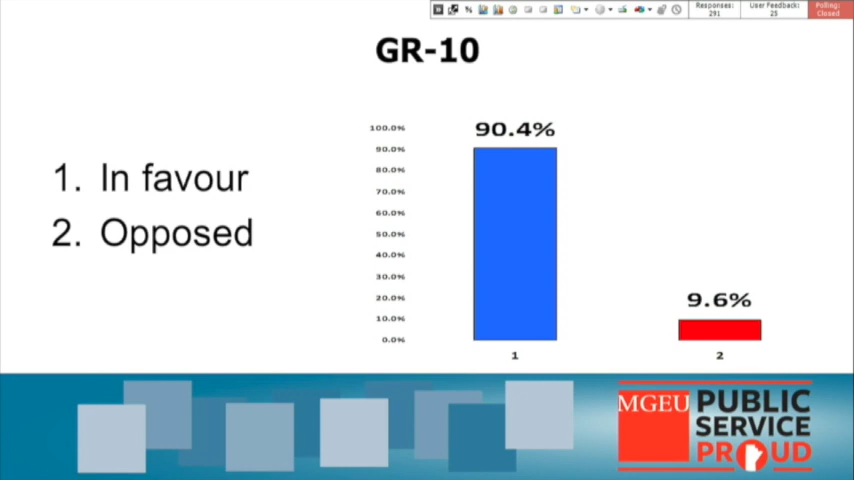 Responses:
291
User Feedback:
25
Polling:
Closed
GR-10
1. In favour
2. Opposed
100.0%
90.0%
80.0%
70.0%
60.0%
50.0%
40.0%
30.0%
20.0%
10.0%
0.0%
90.4%
9.6%
1
2
MGEU
PUBLIC
SERVICE
PROUD